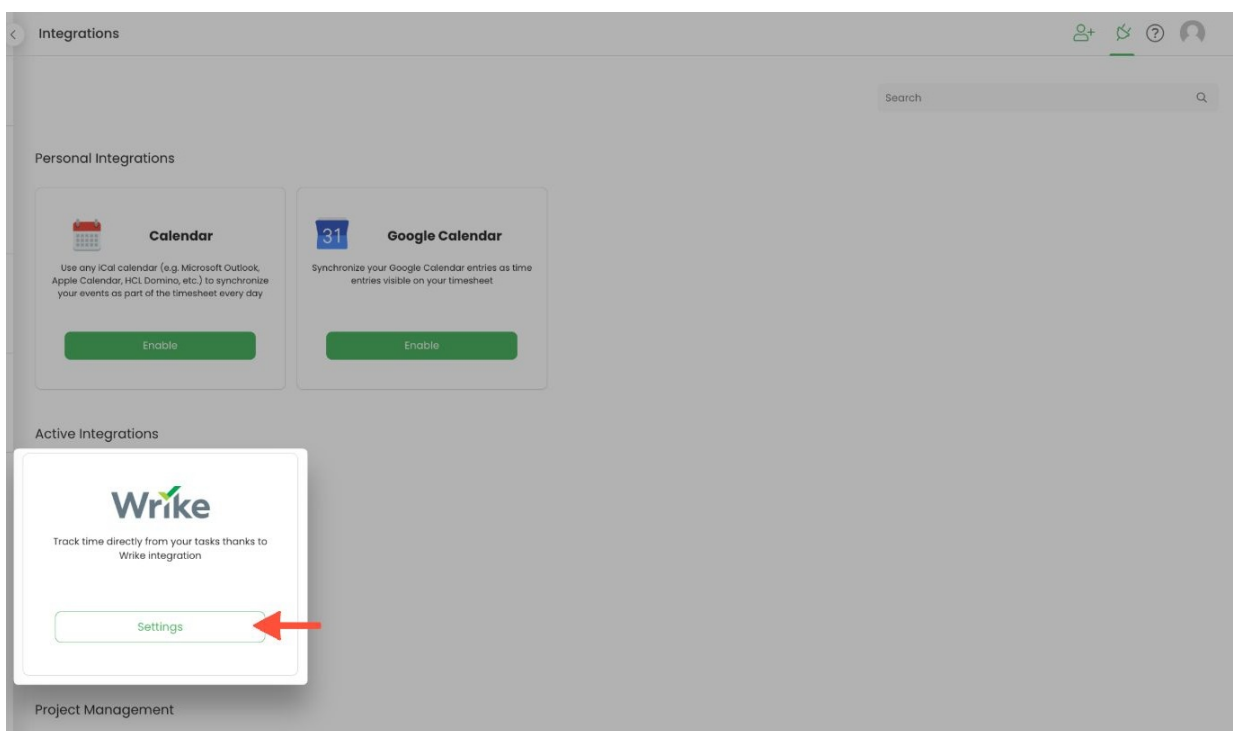 Integrations
Search
Personal Integrations
31
Calendar
Google Calendar
Use any iCal calendar (e.g. Microsoft Outlook,
Apple Calendar, HCL Domino, etc.) to synchronize
your events as part of the timesheet every day
Synchronize your Google Calendar entries as time
entries visible on your timesheet
Enable
Enable
Active Integrations
Wrike
Track time directly from your tasks thanks to
Wrike integration
Settings
Project Management